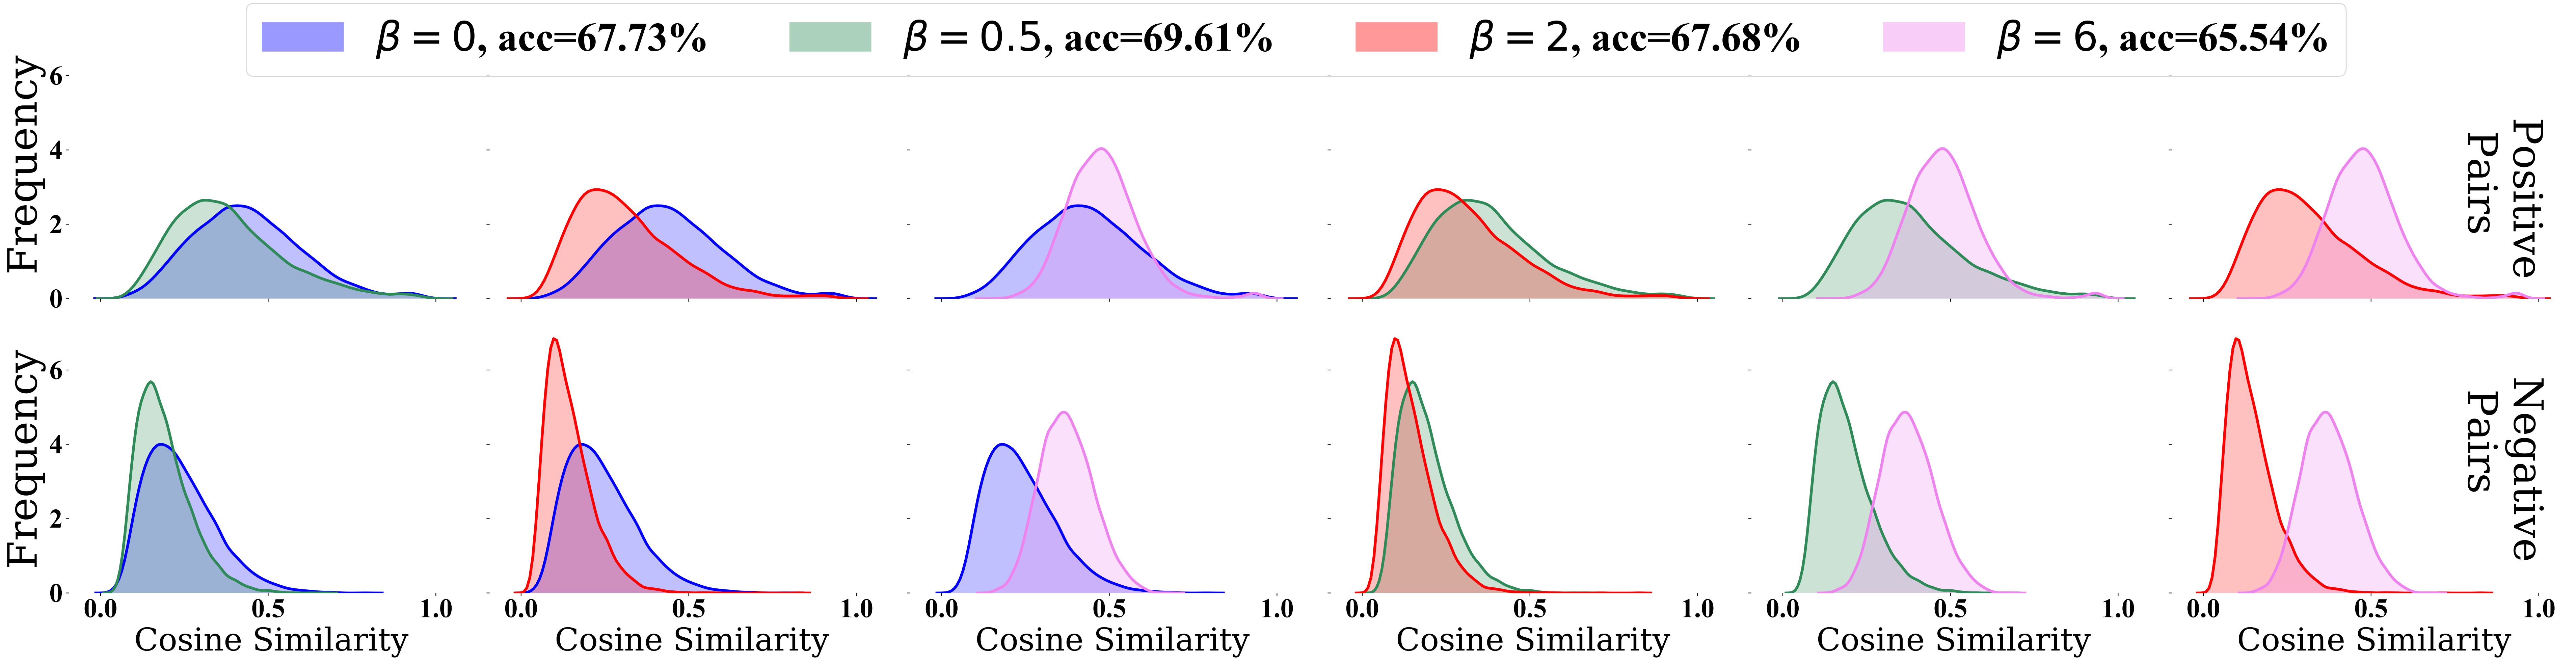 β = 0, acc=67.73% β = 0.5, acc=69.61% β = 2, acc=67.68% β = 6, acc=65.54%
Frequency
6
4
2
0
Positive
Pairs
Frequency
6
4
2
0
Negative
Pairs
0.0 0.5 1.0 0.0 0.5 1.0 0.0 0.5 1.0 0.0 0.5 1.0 0.0 0.5 1.0 0.0 0.5 1.0
Cosine Similarity Cosine Similarity Cosine Similarity Cosine Similarity Cosine Similarity Cosine Similarity